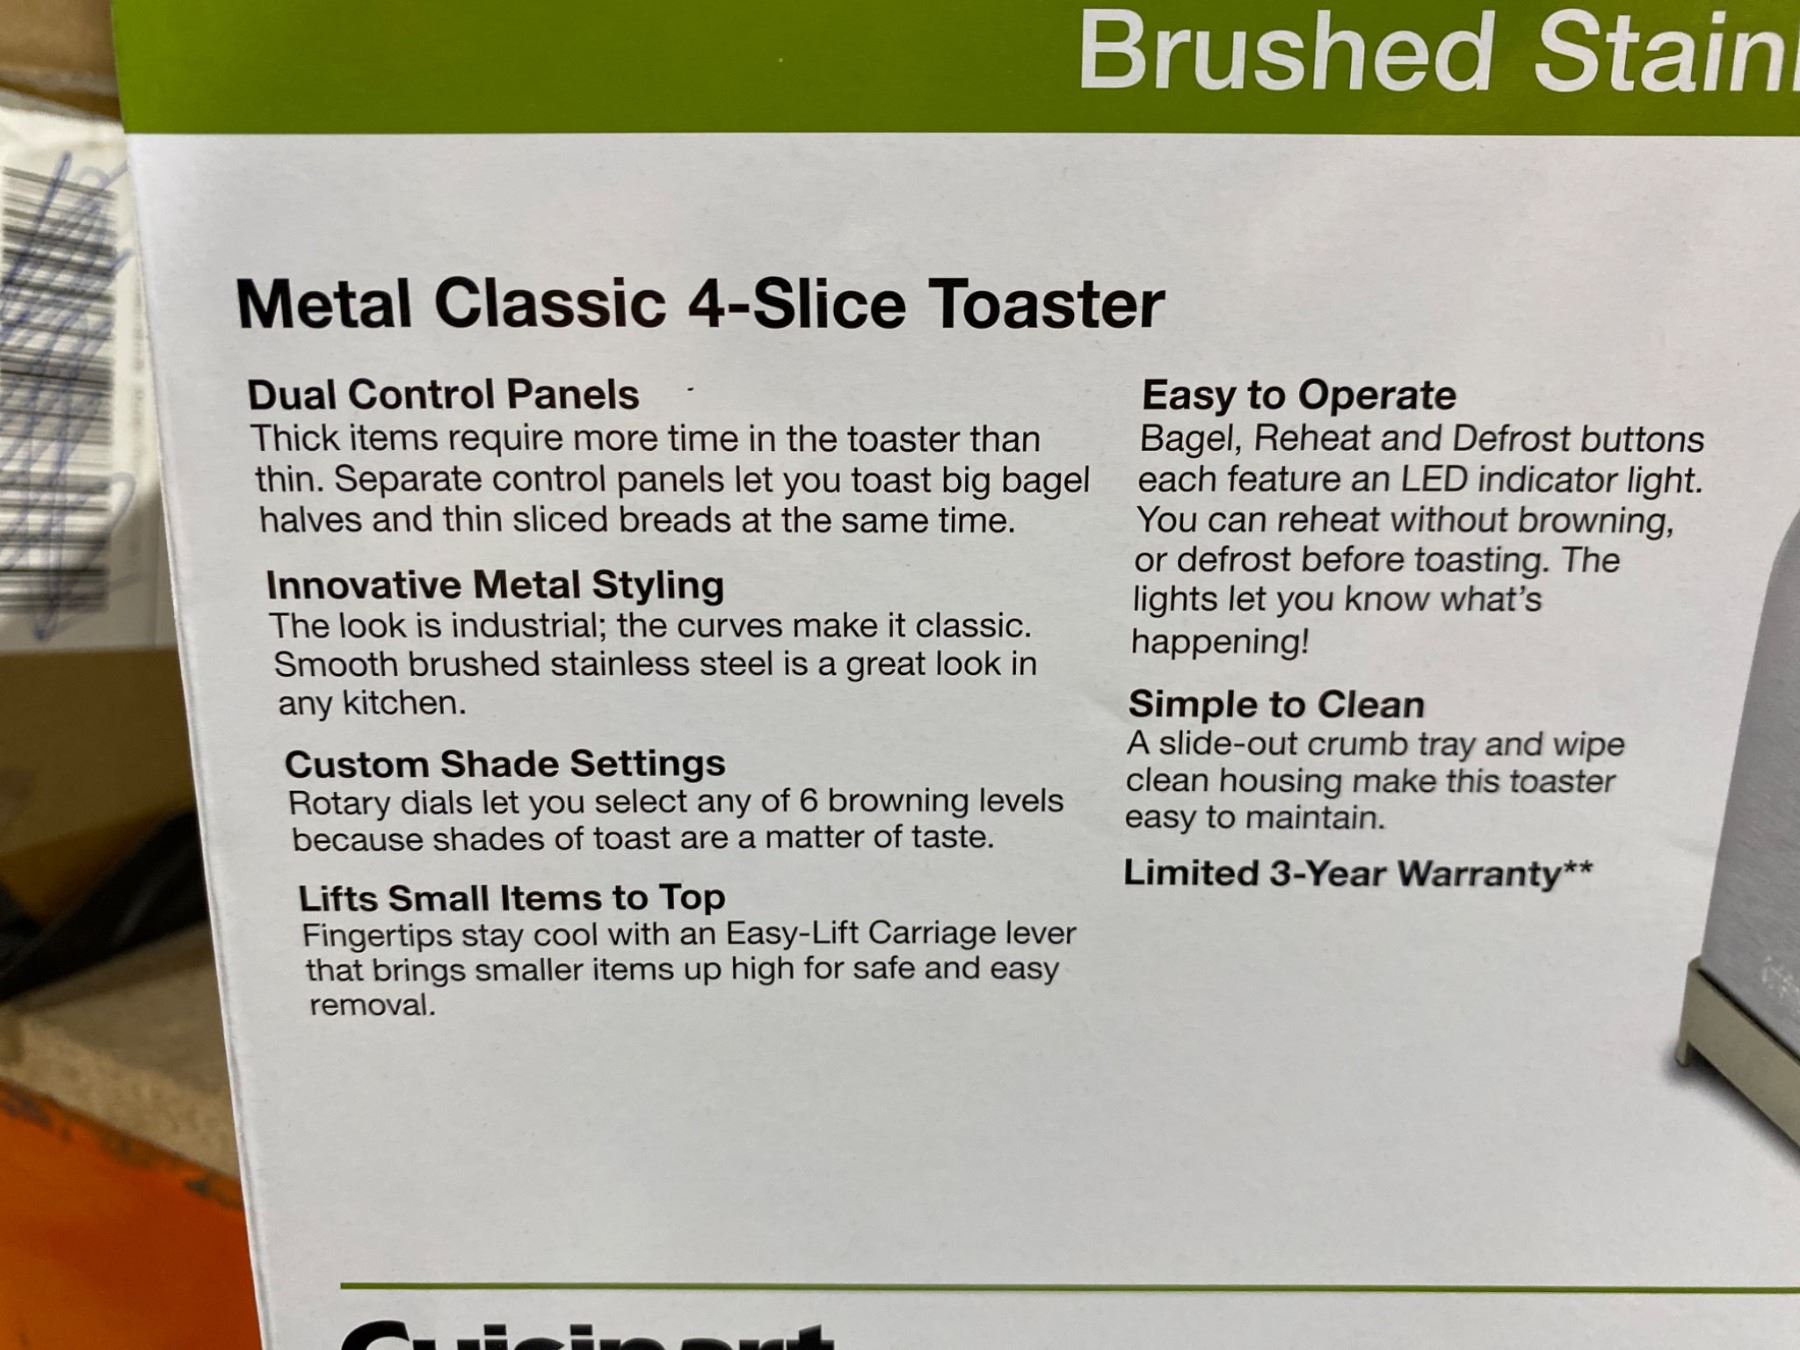 Brushed Stainl
Metal Classic 4-Slice Toaster
Dual Control Panels
Thick items require more time in the toaster than
thin. Separate control panels let you toast big bagel
halves and thin sliced breads at the same time.
Innovative Metal Styling
The look is industrial; the curves make it classic.
Smooth brushed stainless steel is a great look in
any kitchen.
Custom Shade Settings
Rotary dials let you select any of 6 browning levels
because shades of toast are a matter of taste.
Lifts Small Items to Top
Fingertips stay cool with an Easy-Lift Carriage lever
that brings smaller items up high for safe and easy
removal.
Easy to Operate
Bagel, Reheat and Defrost buttons
each feature an LED indicator light.
You can reheat without browning,
or defrost before toasting. The
lights let you know what's
happening!
Simple to Clean
A slide-out crumb tray and wipe
clean housing make this toaster
easy to maintain.
Limited 3-Year Warranty**
Cuisinart